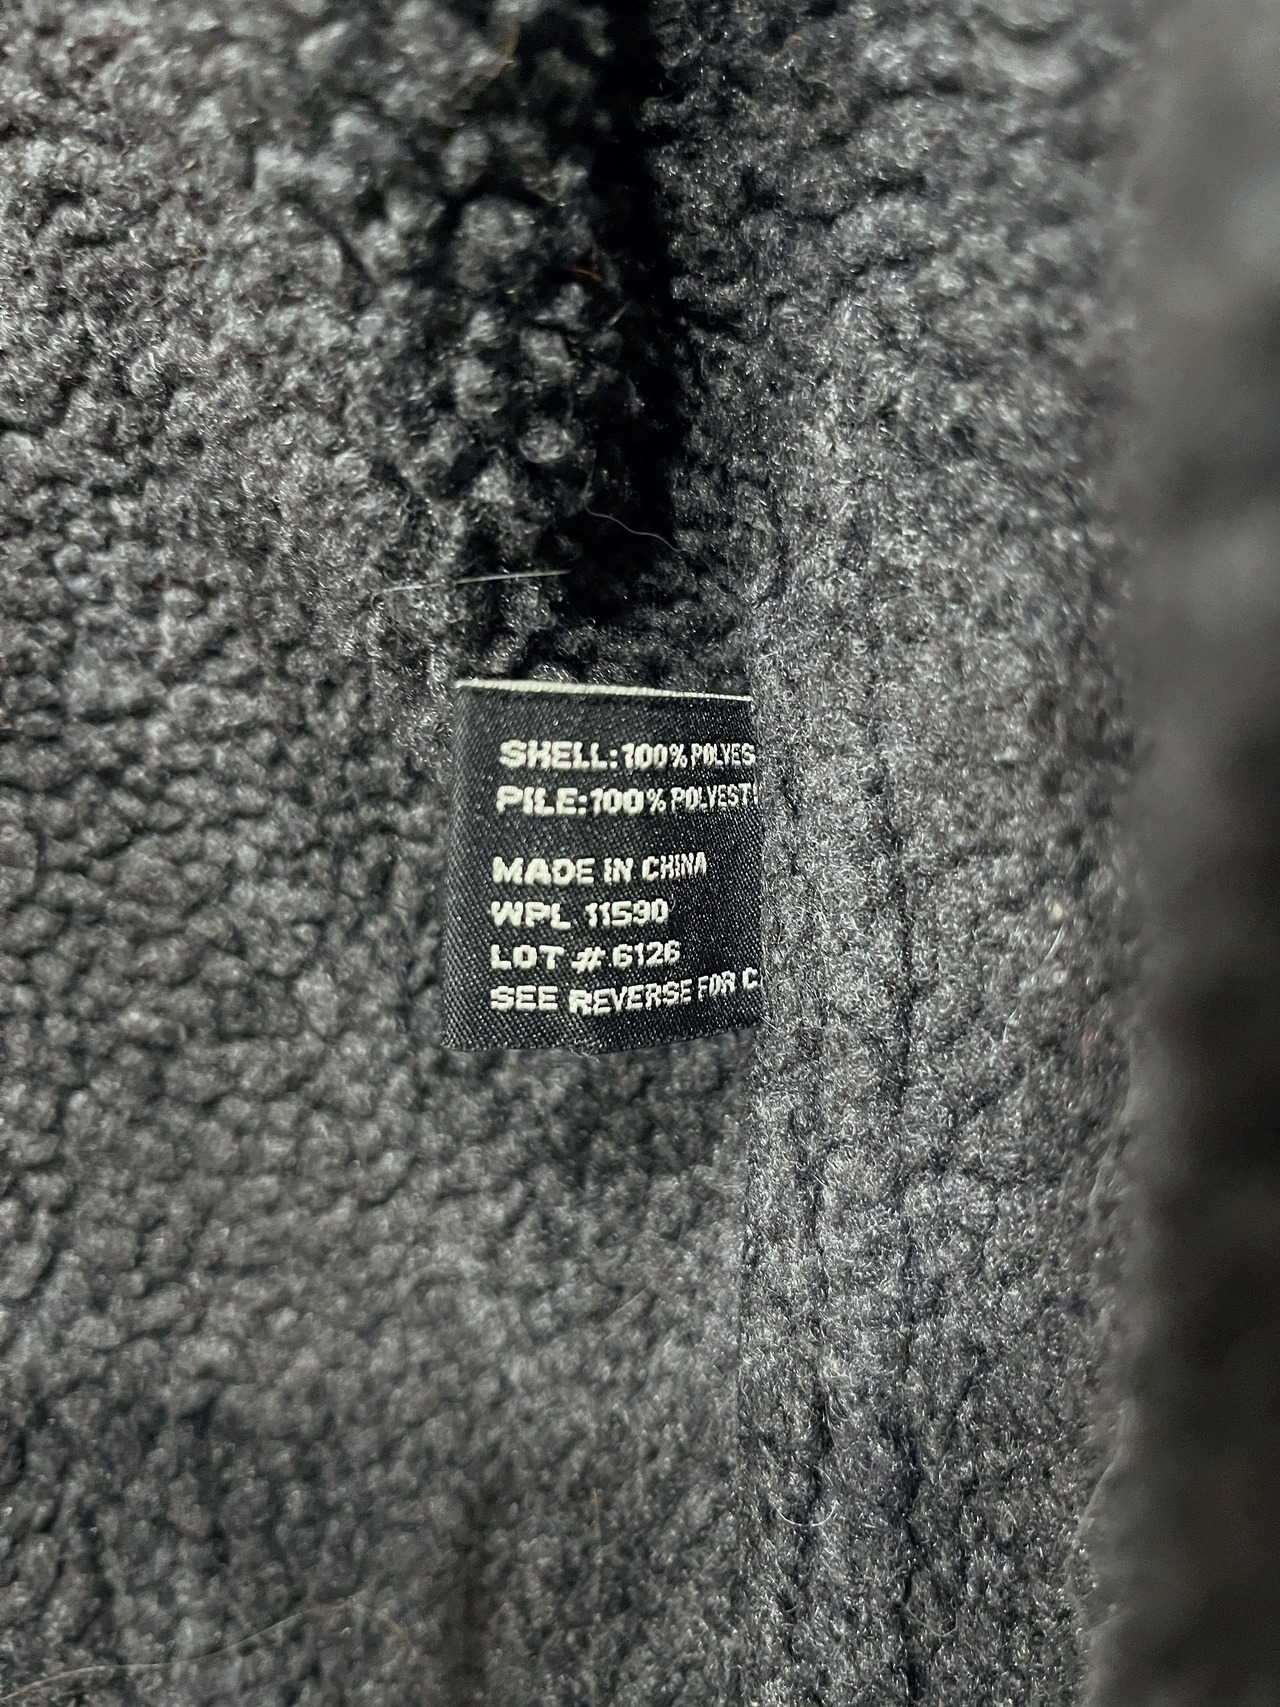 SHELL: 100% POLYES
PILE: 100% POLYEST
MADE IN CHINA
WPL 11590
LOT # 6126
SEE REVERSE FOR C